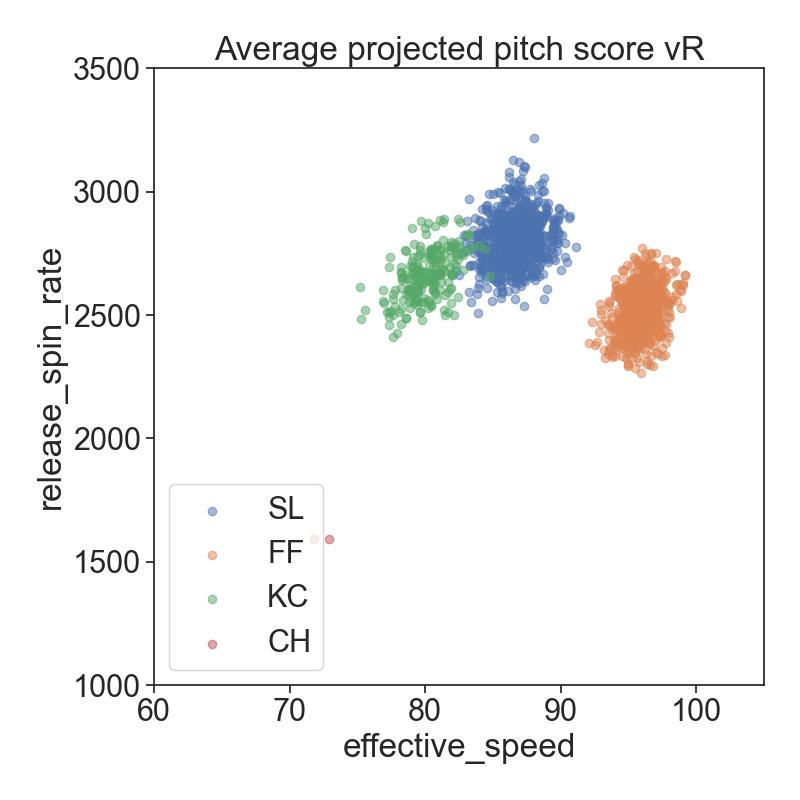 Average projected pitch score vR
3500
3000
2500
2000
1500
1000
release_spin_rate
SL
FF
KC
CH
60
70
80
90
100
effective_speed